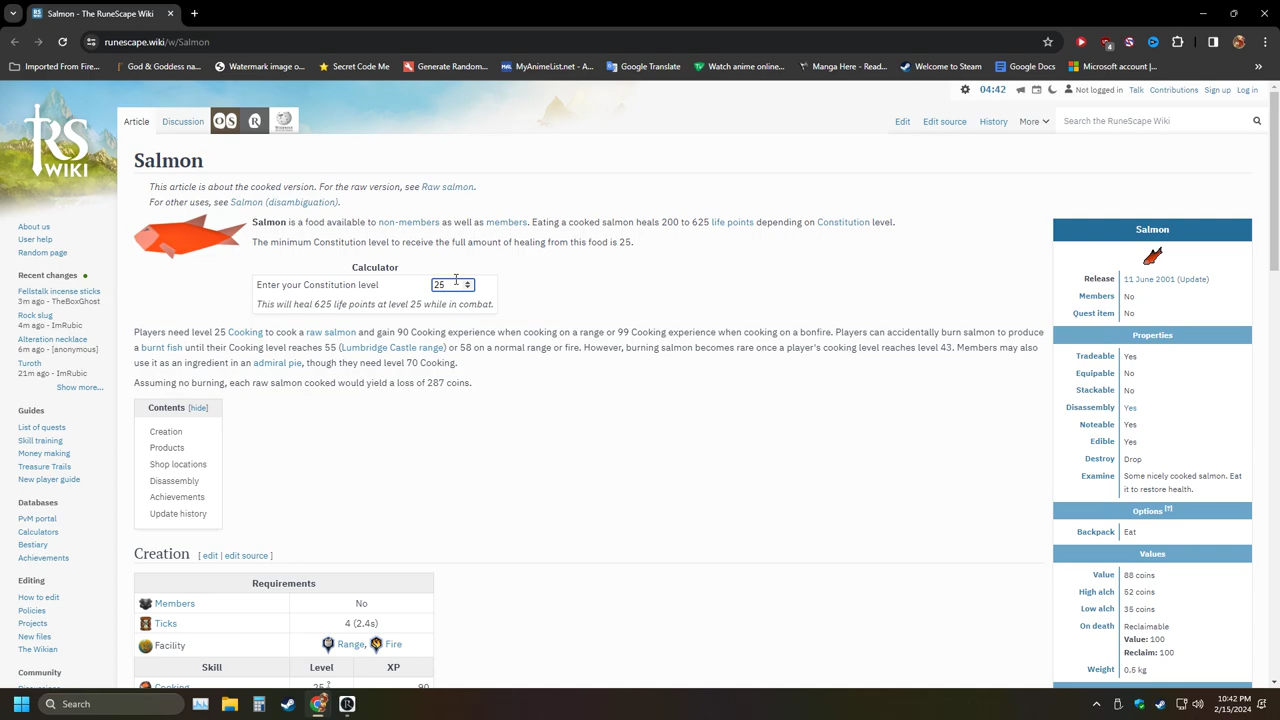 Salmon - The RuneScape Wiki
runescape.wiki/w/Salmon
4
Imported From Fir...
God & Goddess na...
Watership Down na...
Secret Code Me
Generate Random...
MyAnimeList.net -...
Google Translate
Watch anime online...
Manga Here - Read...
Welcome to Steam
Google Docs
Microsoft account /...
04:42
Not logged in
Talk
Contributions
Sign up
Log in
Article
Discussion
OS
R
Edit
Edit source
History
More
Search the RuneScape Wiki
RS
WIKI
Salmon
This article is about the cooked version. For the raw version, see Raw salmon.
For other uses, see Salmon (disambiguation).
Salmon is a food available to non-members as well as members. Eating a cooked salmon heals 200 to 625 life points depending on Constitution level.
The minimum Constitution level to receive the full amount of healing from this food is 25.
Calculator
Enter your Constitution level
25
This will heal 625 life points at level 25 while in combat.
Players need level 25 Cooking to cook a raw salmon and gain 90 Cooking experience when cooking on a range or 99 Cooking experience when cooking on a bonfire. Players can accidentally burn salmon to produce
a burnt fish until their Cooking level reaches 55 (Lumbridge Castle range) or 58 on a normal range or fire. However, burning salmon becomes rare once a player's cooking level reaches level 43. Members may also
use it as an ingredient in an admiral pie, though they need level 70 Cooking.
Assuming no burning, each raw salmon cooked would yield a loss of 287 coins.
Contents [hide]
Creation
Products
Shop locations
Disassembly
Achievements
Update history
Creation [ edit | edit source ]
Requirements
Members No
Ticks 4 (2.4s)
Facility Range, Fire
Skill Level XP
Cooking 25 ? 90
About us
User help
Random page
Recent changes
Fellstalk incense sticks
3m ago - TheBoxGhost
Rock slug
4m ago - ImRubic
Alteration necklace
6m ago - [anonymous]
Turoth
21m ago - ImRubic
Show more...
Guides
List of quests
Skill training
Money making
Treasure Trails
New player guide
Databases
PvM portal
Calculators
Bestiary
Achievements
Editing
How to edit
Policies
Projects
New files
The Wikian
Community
Salmon
Release 11 June 2001 (Update)
Members No
Quest item No
Properties
Tradeable Yes
Equipable No
Stackable No
Disassembly Yes
Noteable Yes
Edible Yes
Destroy Drop
Examine Some nicely cooked salmon. Eat
it to restore health.
Options [?]
Backpack Eat
Values
Value 88 coins
High alch 52 coins
Low alch 35 coins
On death Reclaimable
Value: 100
Reclaim: 100
Weight 0.5 kg
Search
10:42 PM
2/15/2024